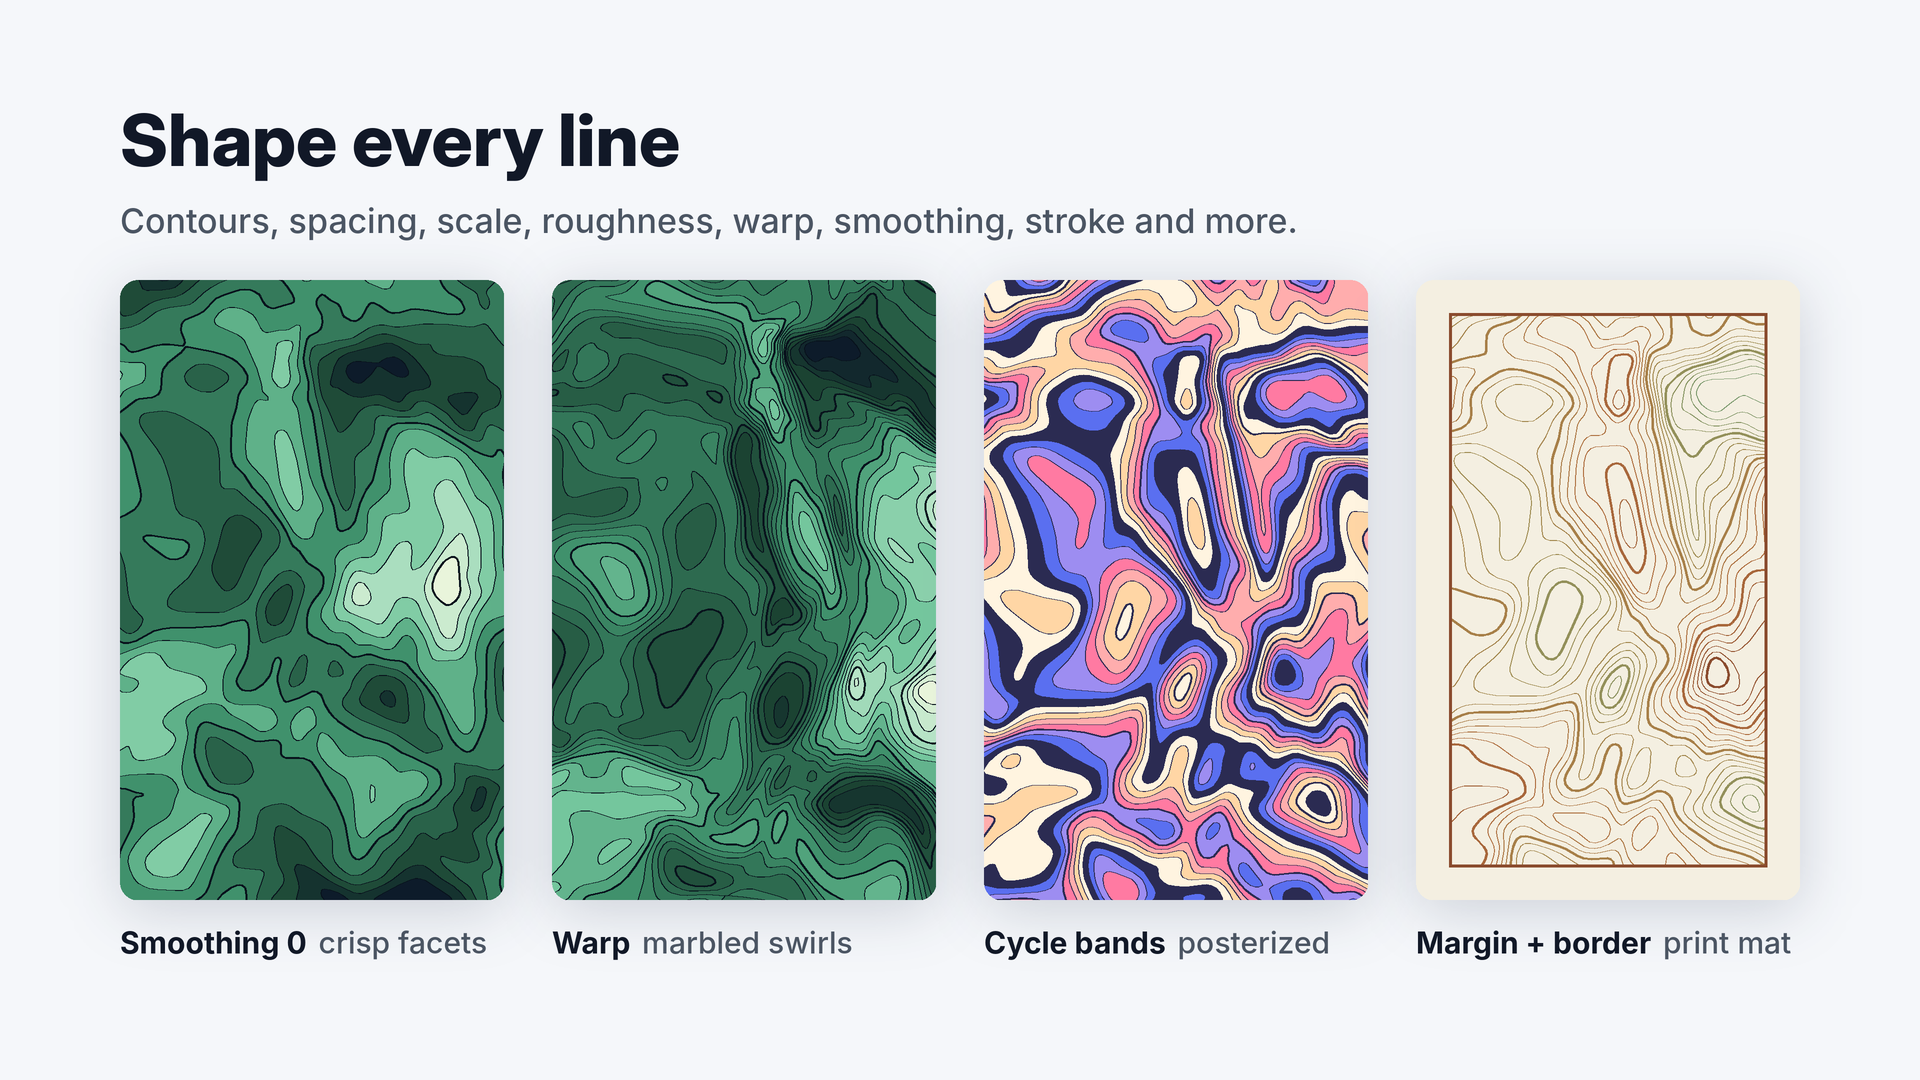 Shape every line
Contours, spacing, scale, roughness, warp, smoothing, stroke and more.
Smoothing 0 crisp facets
Warp marbled swirls
Cycle bands posterized
Margin + border print mat